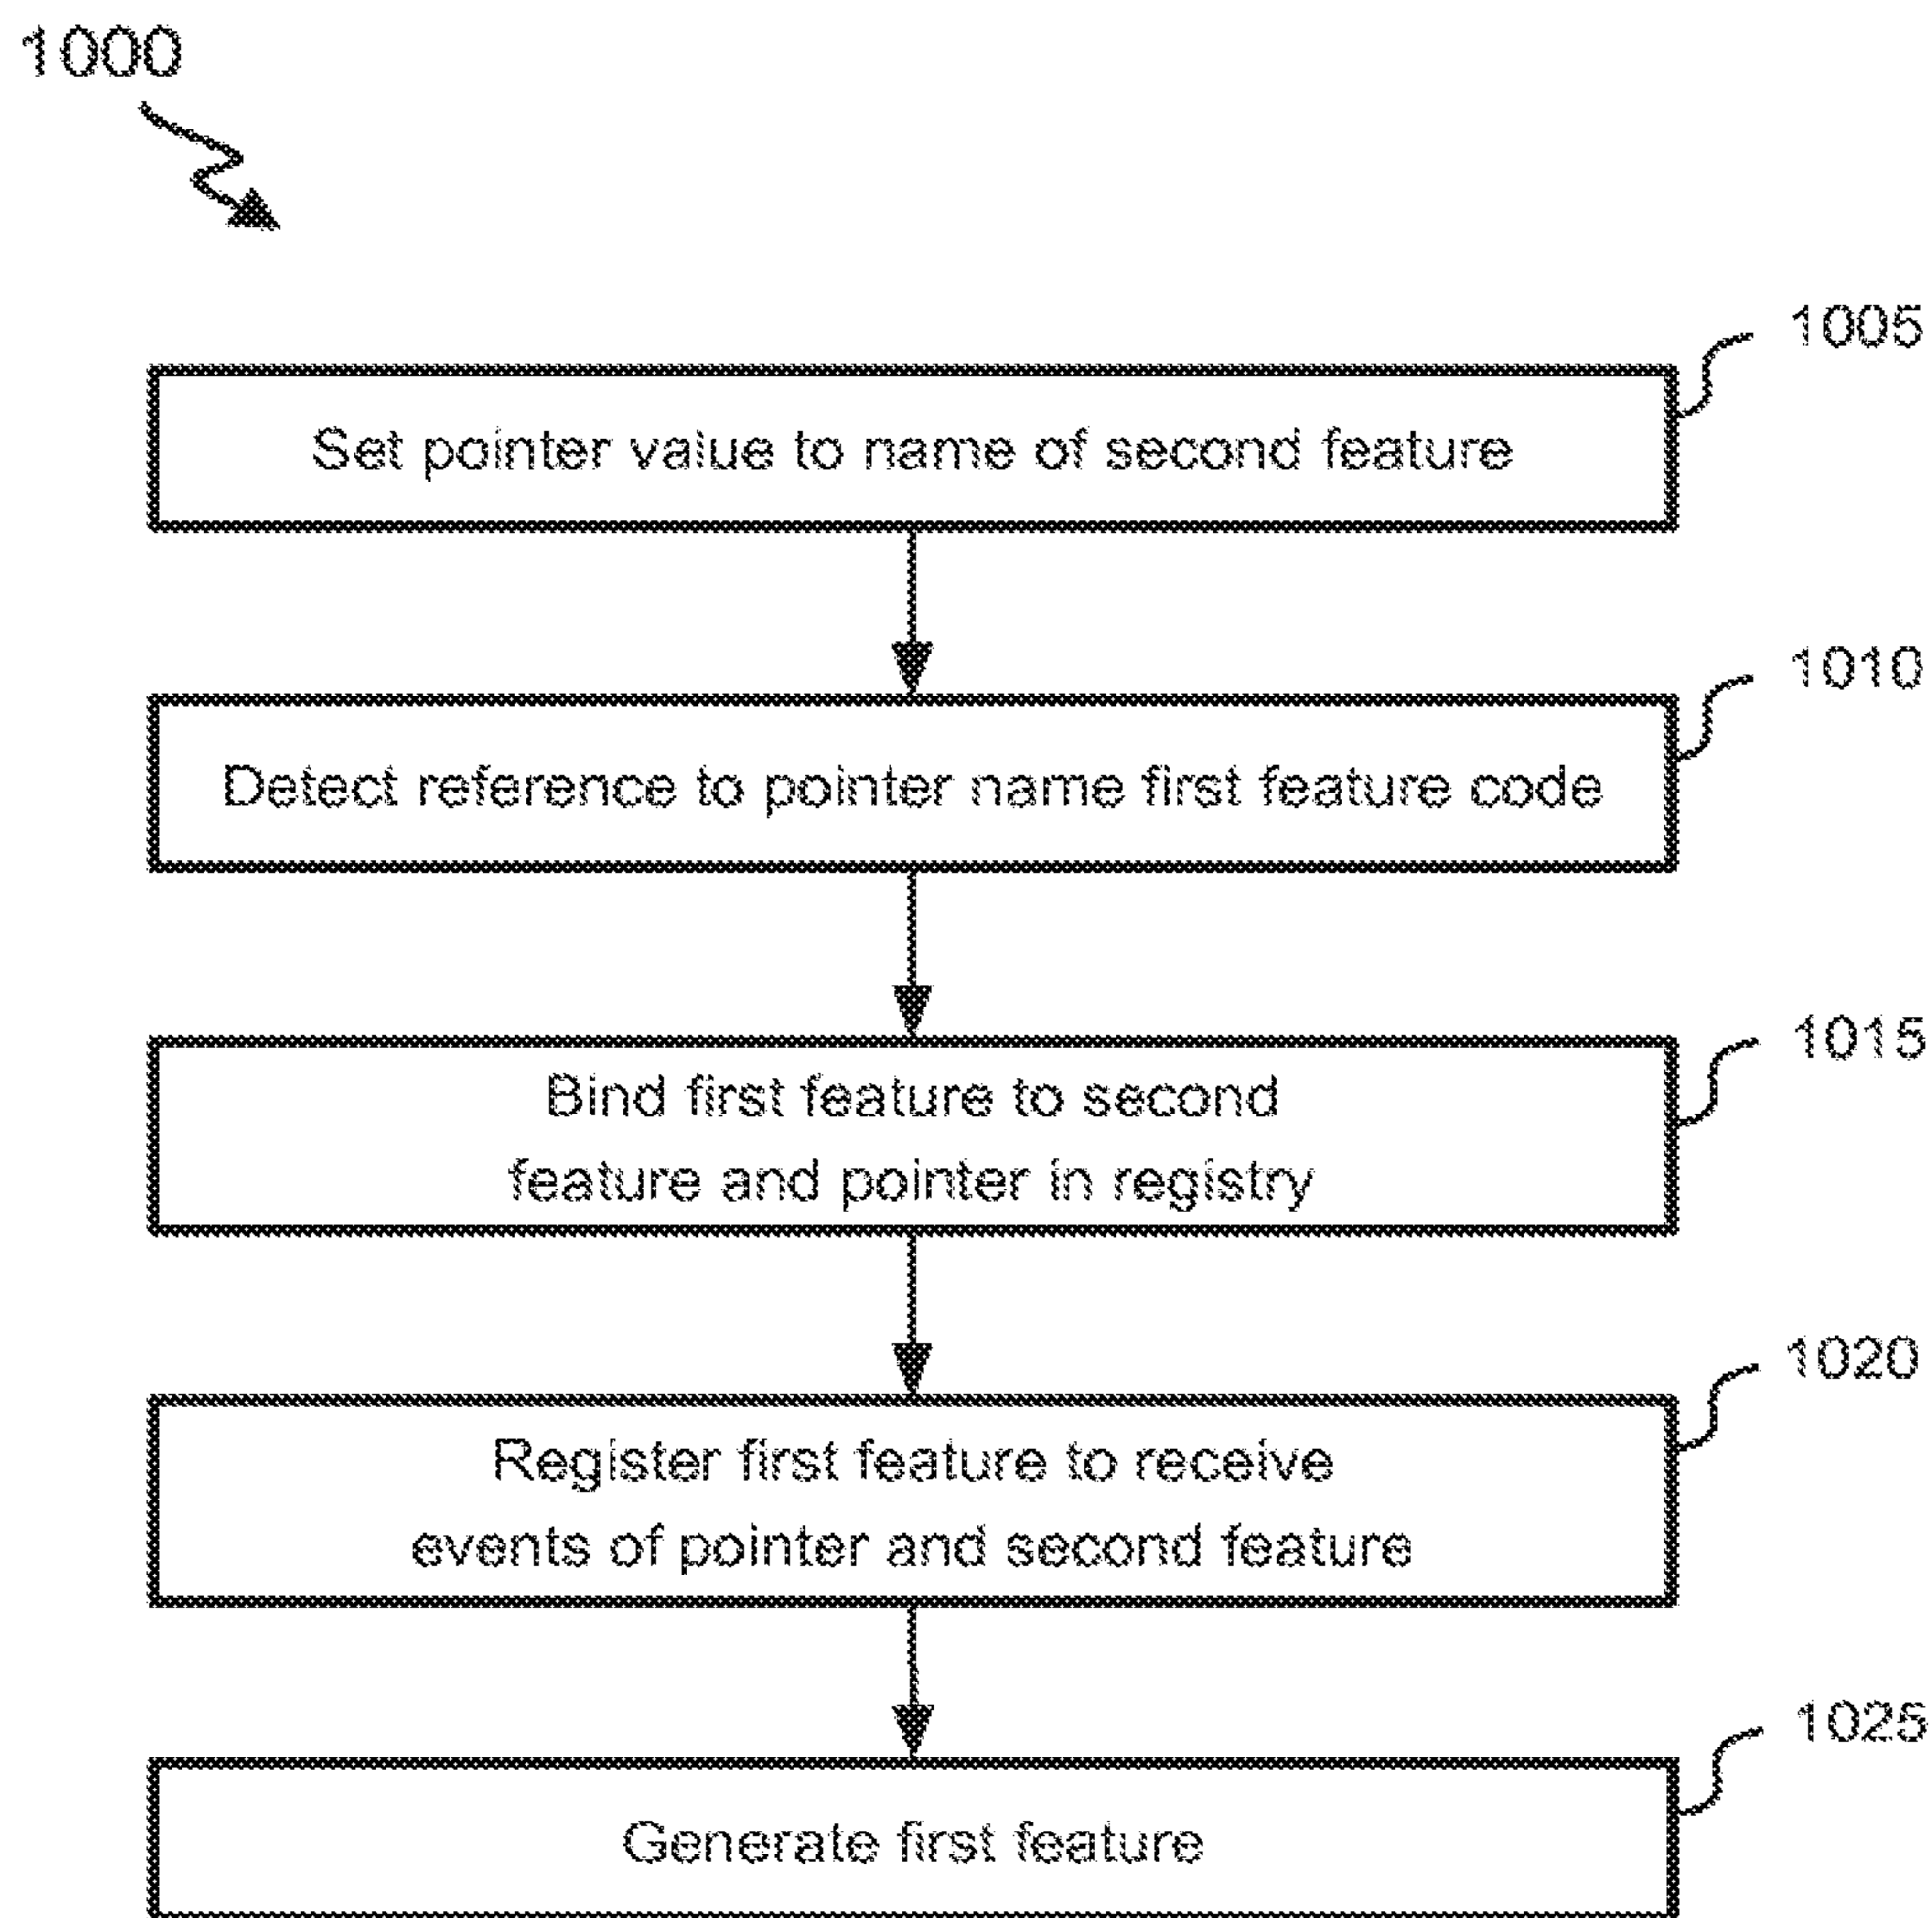 1000
1005
Set pointer value to name of second feature
1010
Detect reference to pointer name first feature code
1015
Bind first feature to second
feature and pointer in registry
1020
Register first feature to receive
events of pointer and second feature
1025
Generate first feature